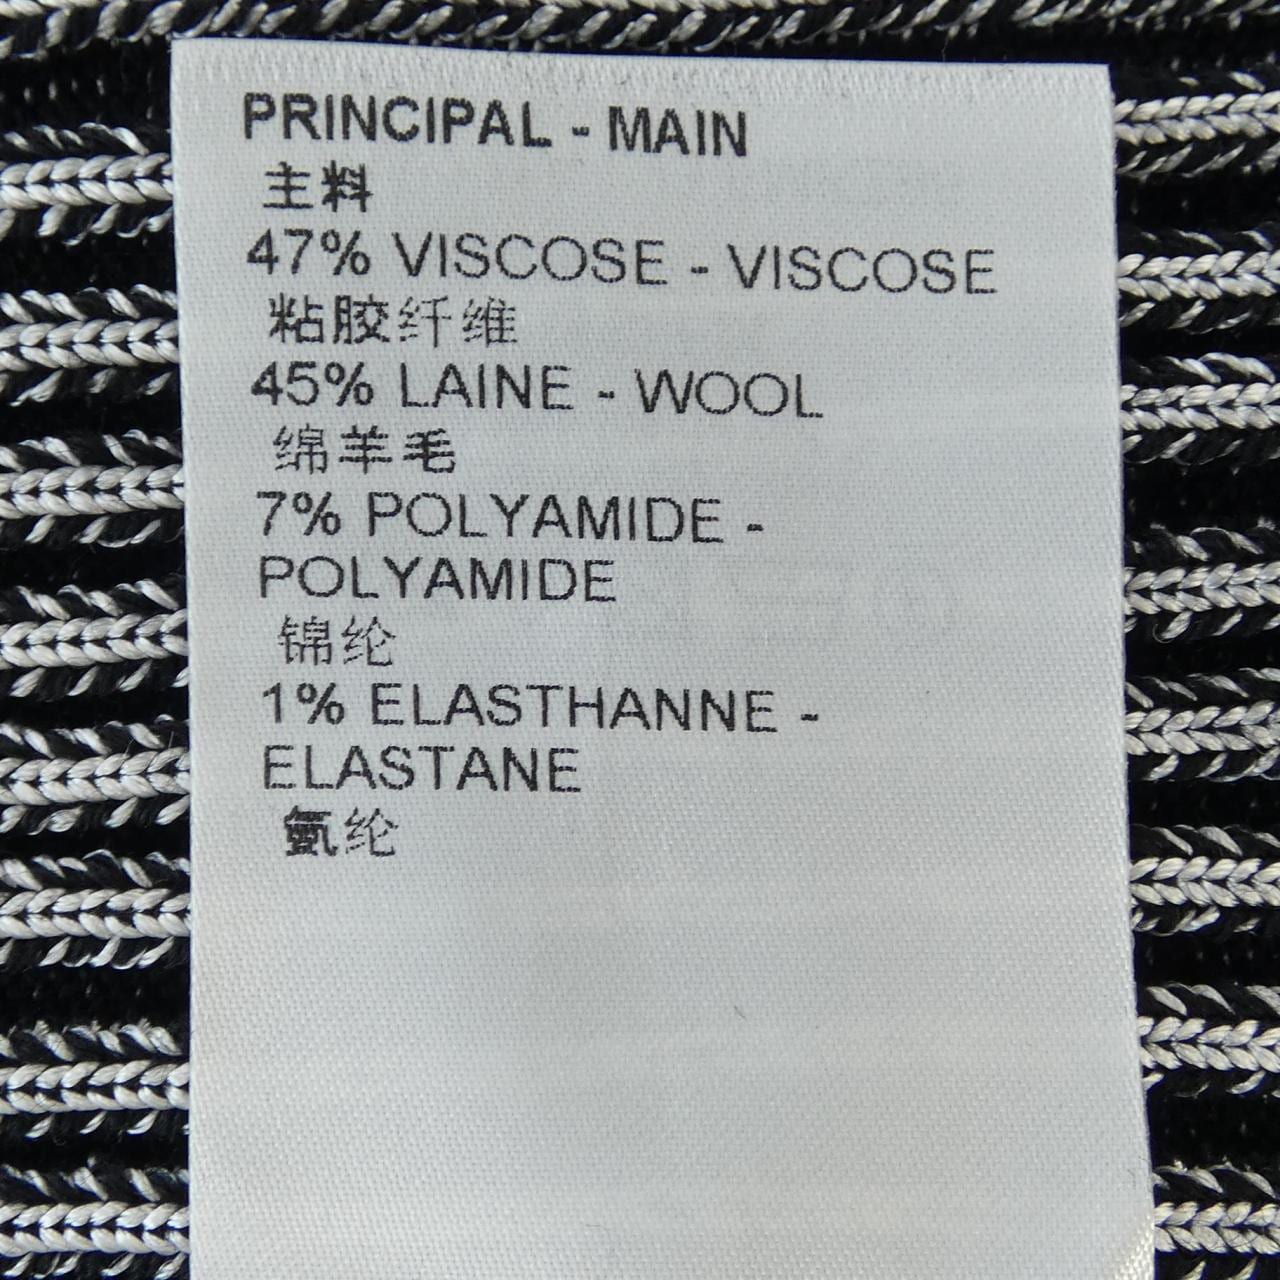 PRINCIPAL - MAIN
主料
47% VISCOSE - VISCOSE
粘胶纤维
45% LAINE - WOOL
绵羊毛
7% POLYAMIDE -
POLYAMIDE
锦纶
1% ELASTHANNE -
ELASTANE
氨纶